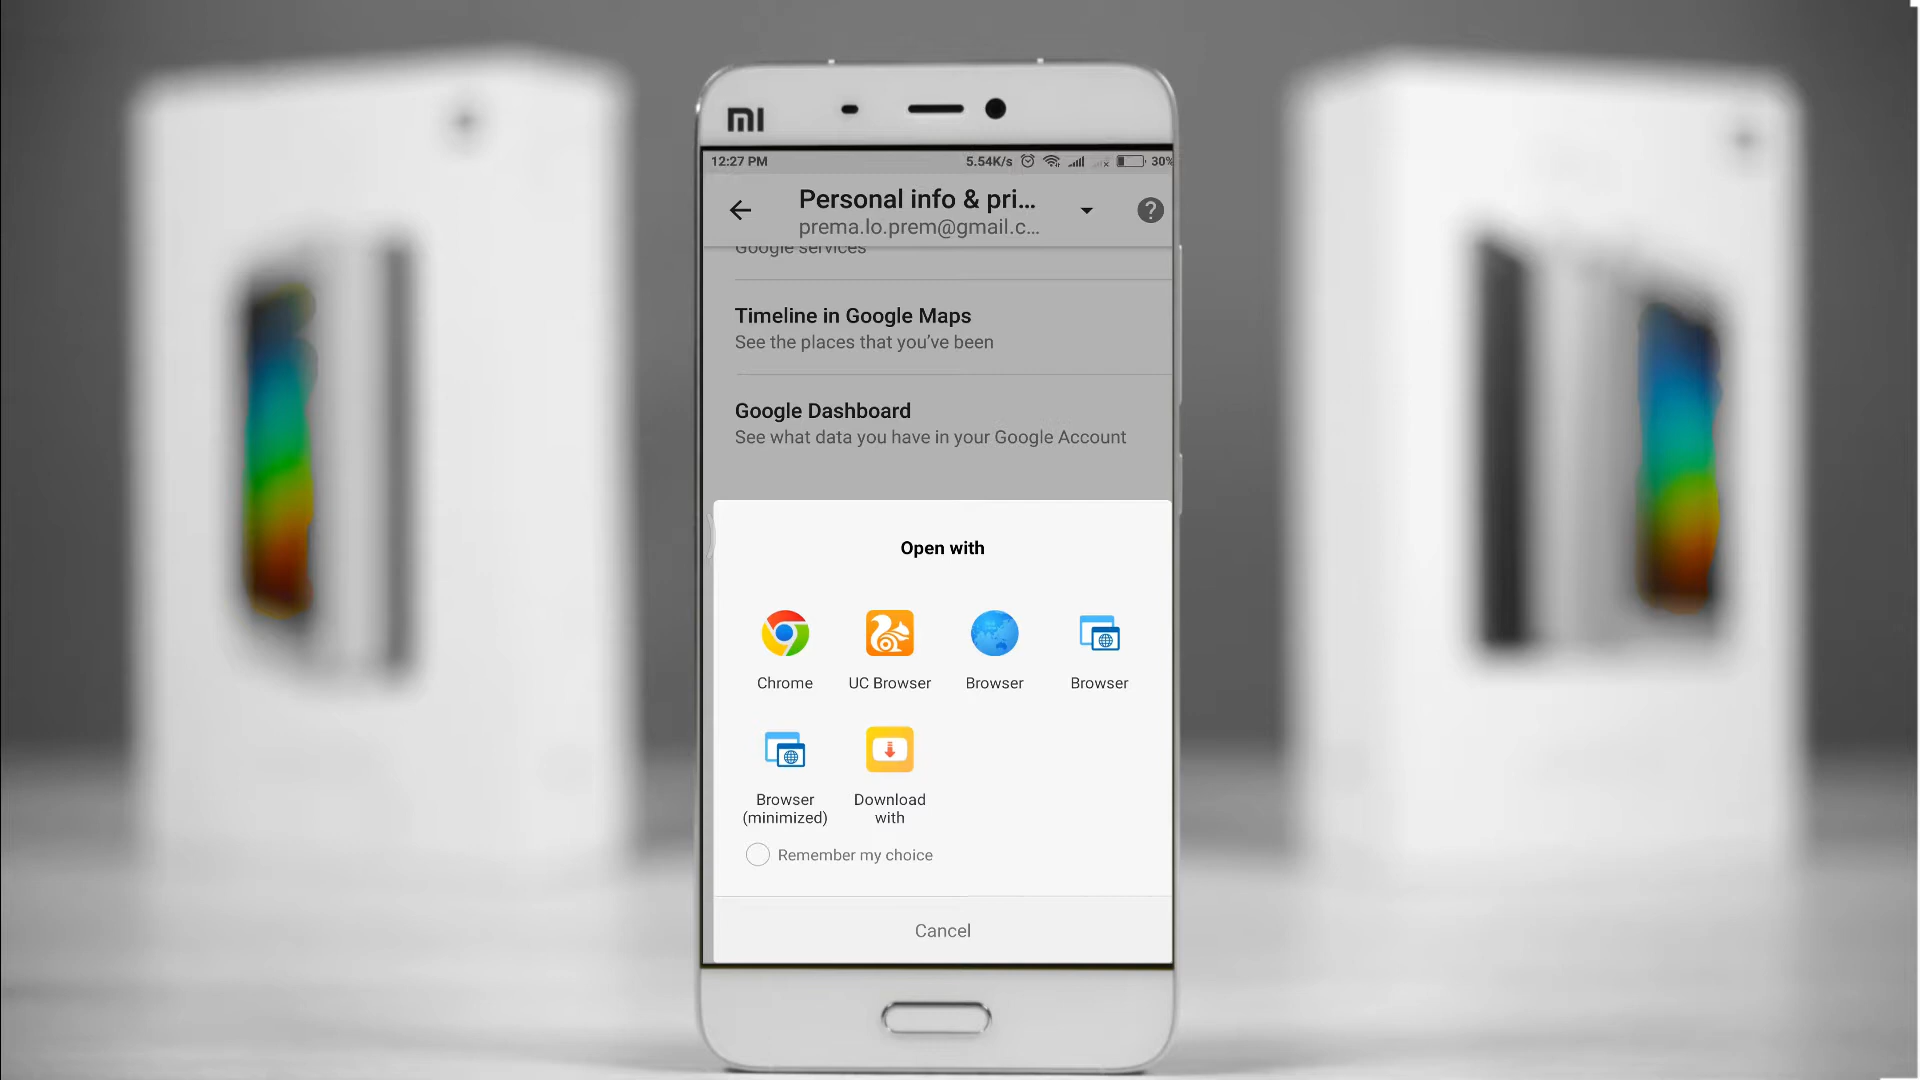 MI
12:27 PM
5.54K/s
30%
Personal info & pri...
prema.lo.prem@gmail.c...
Google services
Timeline in Google Maps
See the places that you've been
Google Dashboard
See what data you have in your Google Account
Open with
Chrome
UC Browser
Browser
Browser
Browser
(minimized)
Download
with
Remember my choice
Cancel